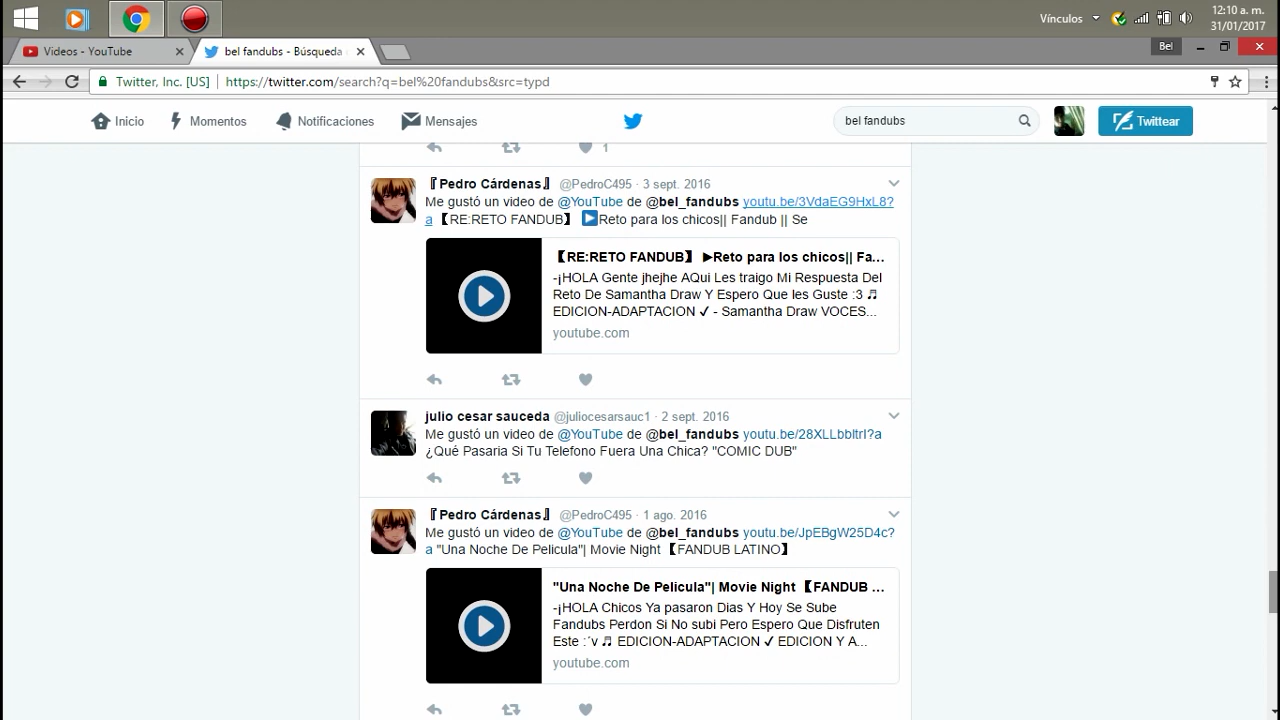 Vínculos
12:10 a. m.
31/01/2017
Videos - YouTube
bel fandubs - Búsqueda
Bel
Twitter, Inc. [US]
https://twitter.com/search?q=bel%20fandubs&src=typd
Inicio
Momentos
Notificaciones
Mensajes
bel fandubs
Twittear
1
『Pedro Cárdenas』 @PedroC495 · 3 sept. 2016
Me gustó un video de @YouTube de @bel_fandubs youtu.be/3VdaEG9HxL8?
a 【RE:RETO FANDUB】 ▶Reto para los chicos|| Fandub || Se
【RE:RETO FANDUB】 ►Reto para los chicos|| Fa...
-¡HOLA Gente jhejhe AQui Les traigo Mi Respuesta Del
Reto De Samantha Draw Y Espero Que les Guste :3 ♬
EDICION-ADAPTACION ✔ - Samantha Draw VOCES...
youtube.com
julio cesar sauceda @juliocesarsauc1 · 2 sept. 2016
Me gustó un video de @YouTube de @bel_fandubs youtu.be/28XLLbbltrI?a
¿Qué Pasaria Si Tu Telefono Fuera Una Chica? "COMIC DUB"
『Pedro Cárdenas』 @PedroC495 · 1 ago. 2016
Me gustó un video de @YouTube de @bel_fandubs youtu.be/JpEBgW25D4c?
a "Una Noche De Pelicula"| Movie Night 【FANDUB LATINO】
"Una Noche De Pelicula"| Movie Night 【FANDUB ...
-¡HOLA Chicos Ya pasaron Dias Y Hoy Se Sube
Fandubs Perdon Si No subi Pero Espero Que Disfruten
Este :´v ♬ EDICION-ADAPTACION ✔ EDICION Y A...
youtube.com